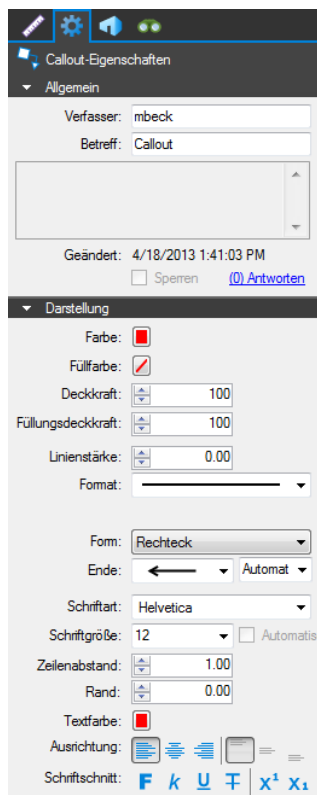 Callout-Eigenschaften
Allgemein
Verfasser: mbeck
Betreff: Callout
Geändert: 4/18/2013 1:41:03 PM
Sperren (0) Antworten
Darstellung
Farbe:
Füllfarbe:
Deckkraft: 100
Füllungsdeckkraft: 100
Linienstärke: 0.00
Format:
Form: Rechteck
Ende: Automat
Schriftart: Helvetica
Schriftgröße: 12 Automatis
Zeilenabstand: 1.00
Rand: 0.00
Textfarbe:
Ausrichtung:
Schriftschnitt: F k U T X¹ X₁